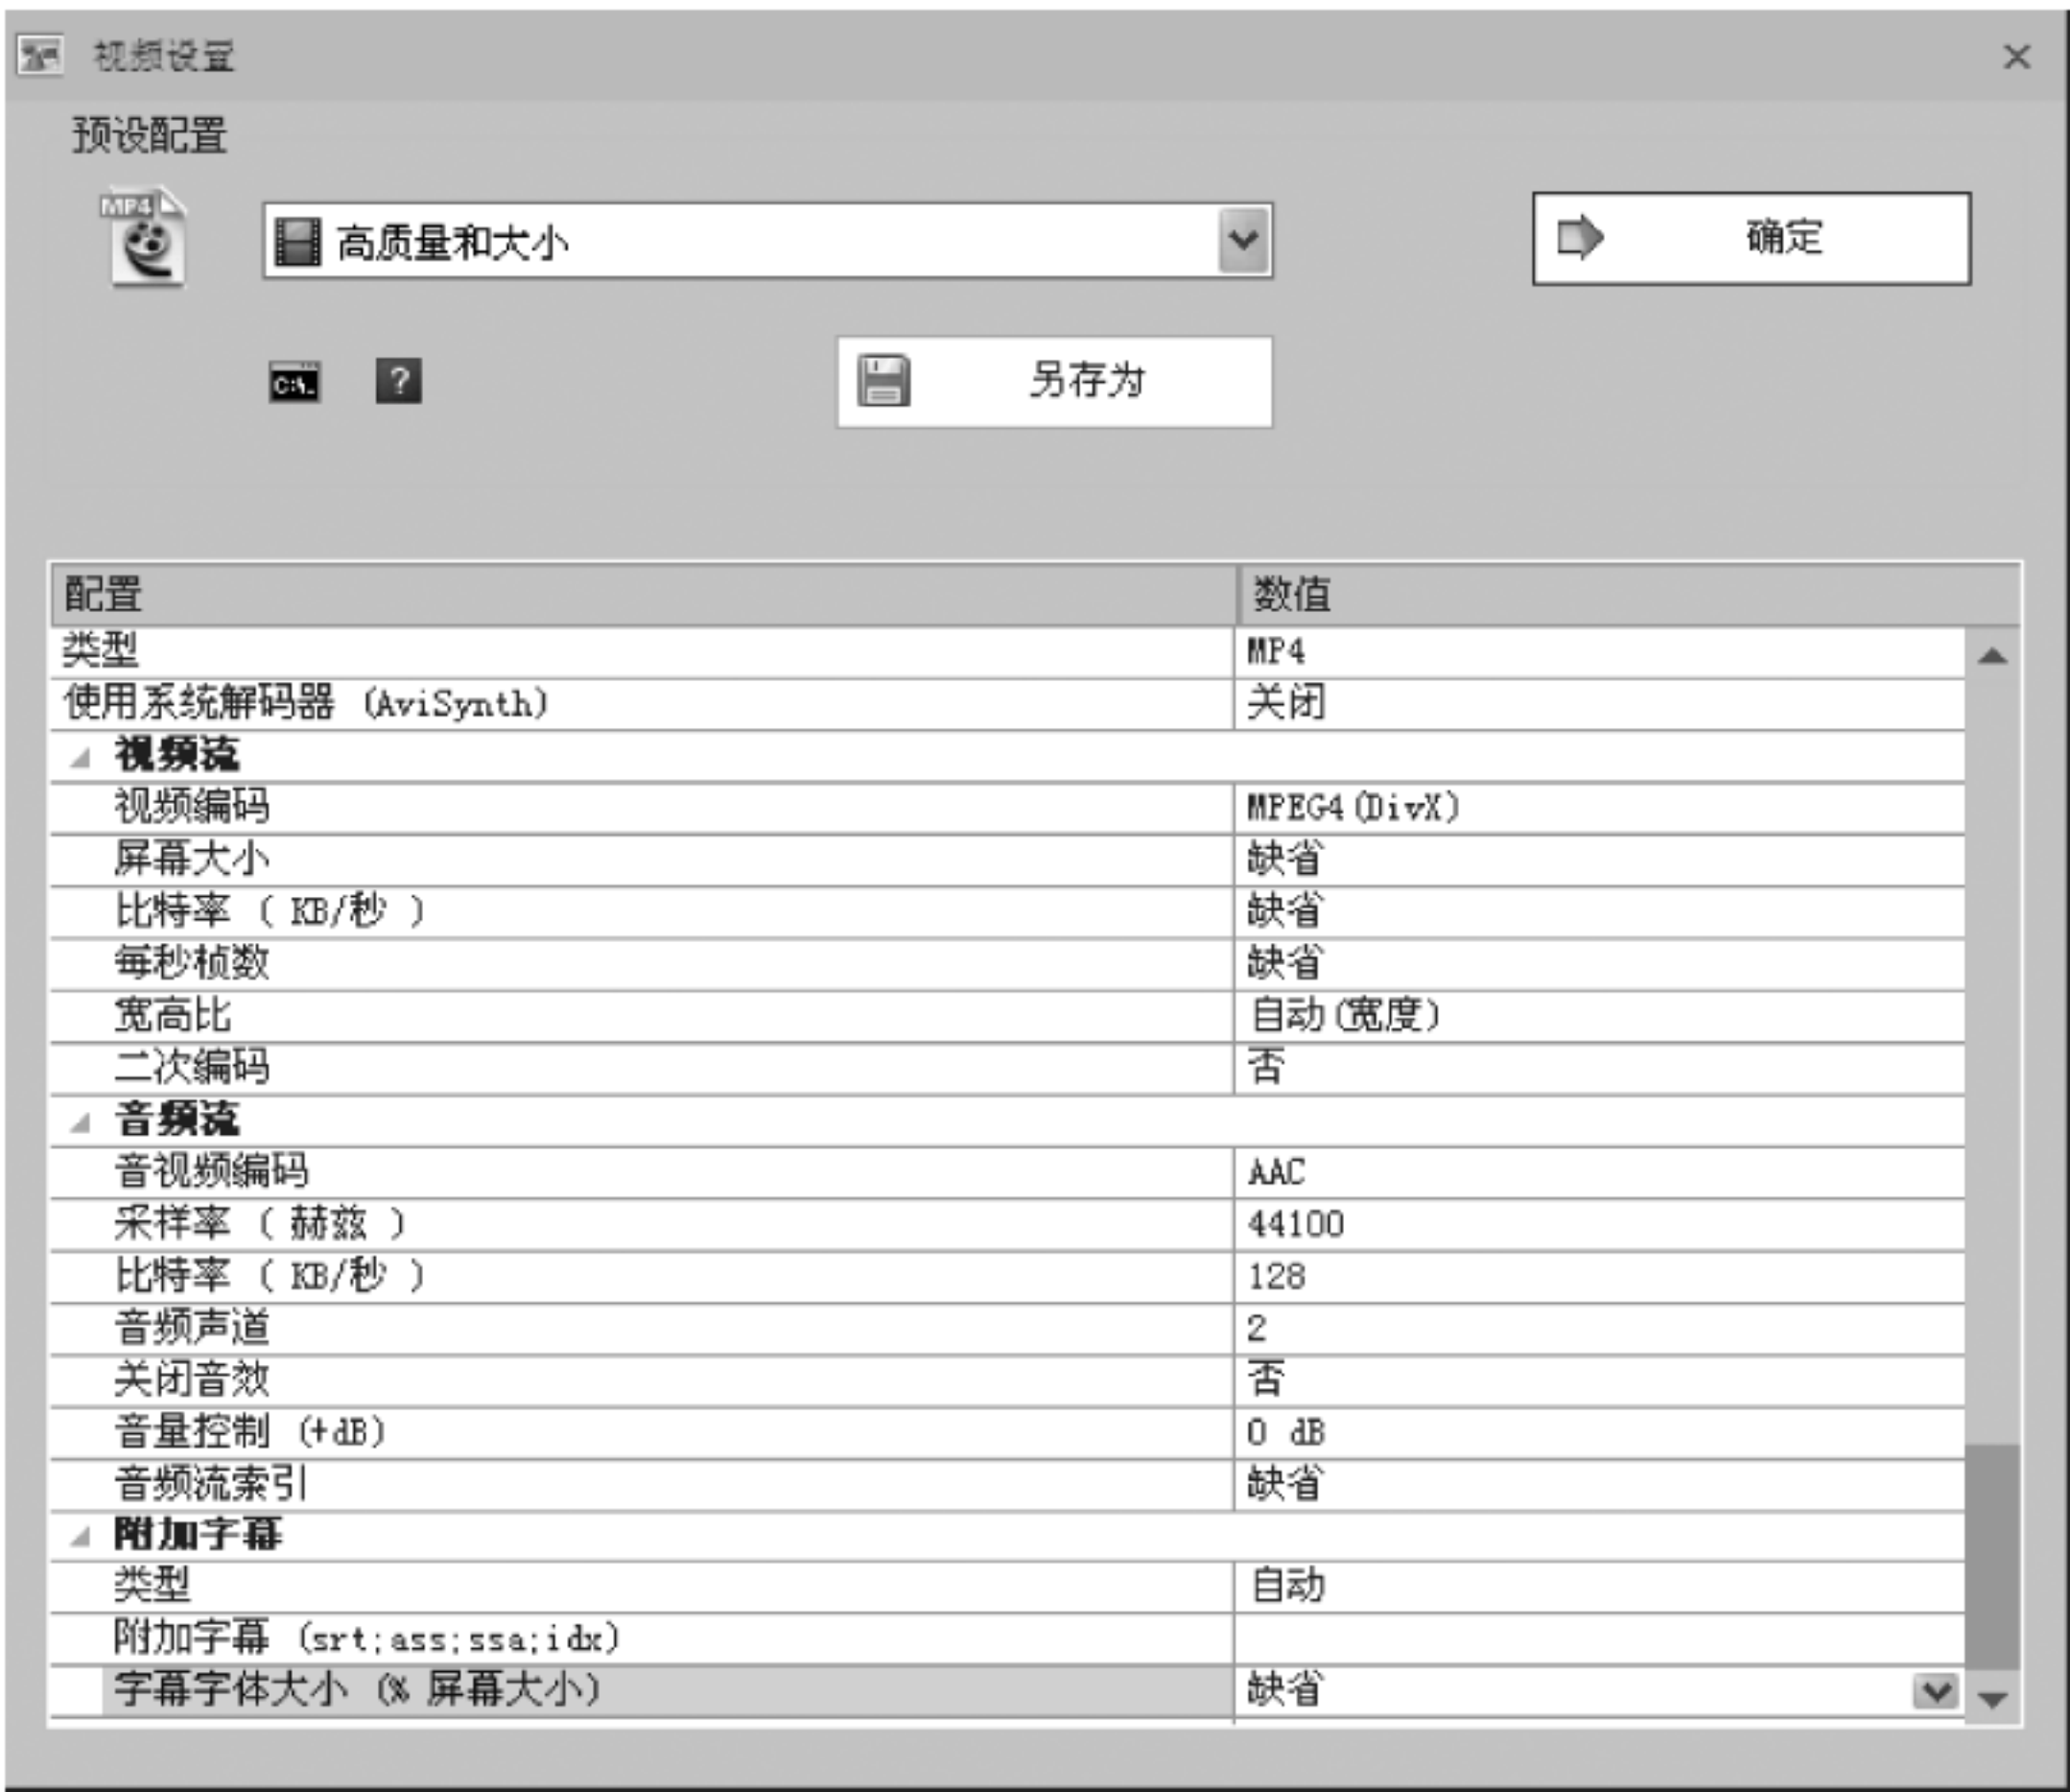 视频设置
预设配置
MP4
高质量和大小
确定
C:\.
?
另存为
配置 数值
类型 MP4
使用系统解码器 (AviSynth) 关闭
视频流
视频编码 MPEG4(DivX)
屏幕大小 缺省
比特率 ( KB/秒 ) 缺省
每秒桢数 缺省
宽高比 自动(宽度)
二次编码 否
音频流
音视频编码 AAC
采样率 ( 赫兹 ) 44100
比特率 ( KB/秒 ) 128
音频声道 2
关闭音效 否
音量控制 (+dB) 0 dB
音频流索引 缺省
附加字幕
类型 自动
附加字幕 (srt;ass;ssa;idx)
字幕字体大小 (% 屏幕大小) 缺省